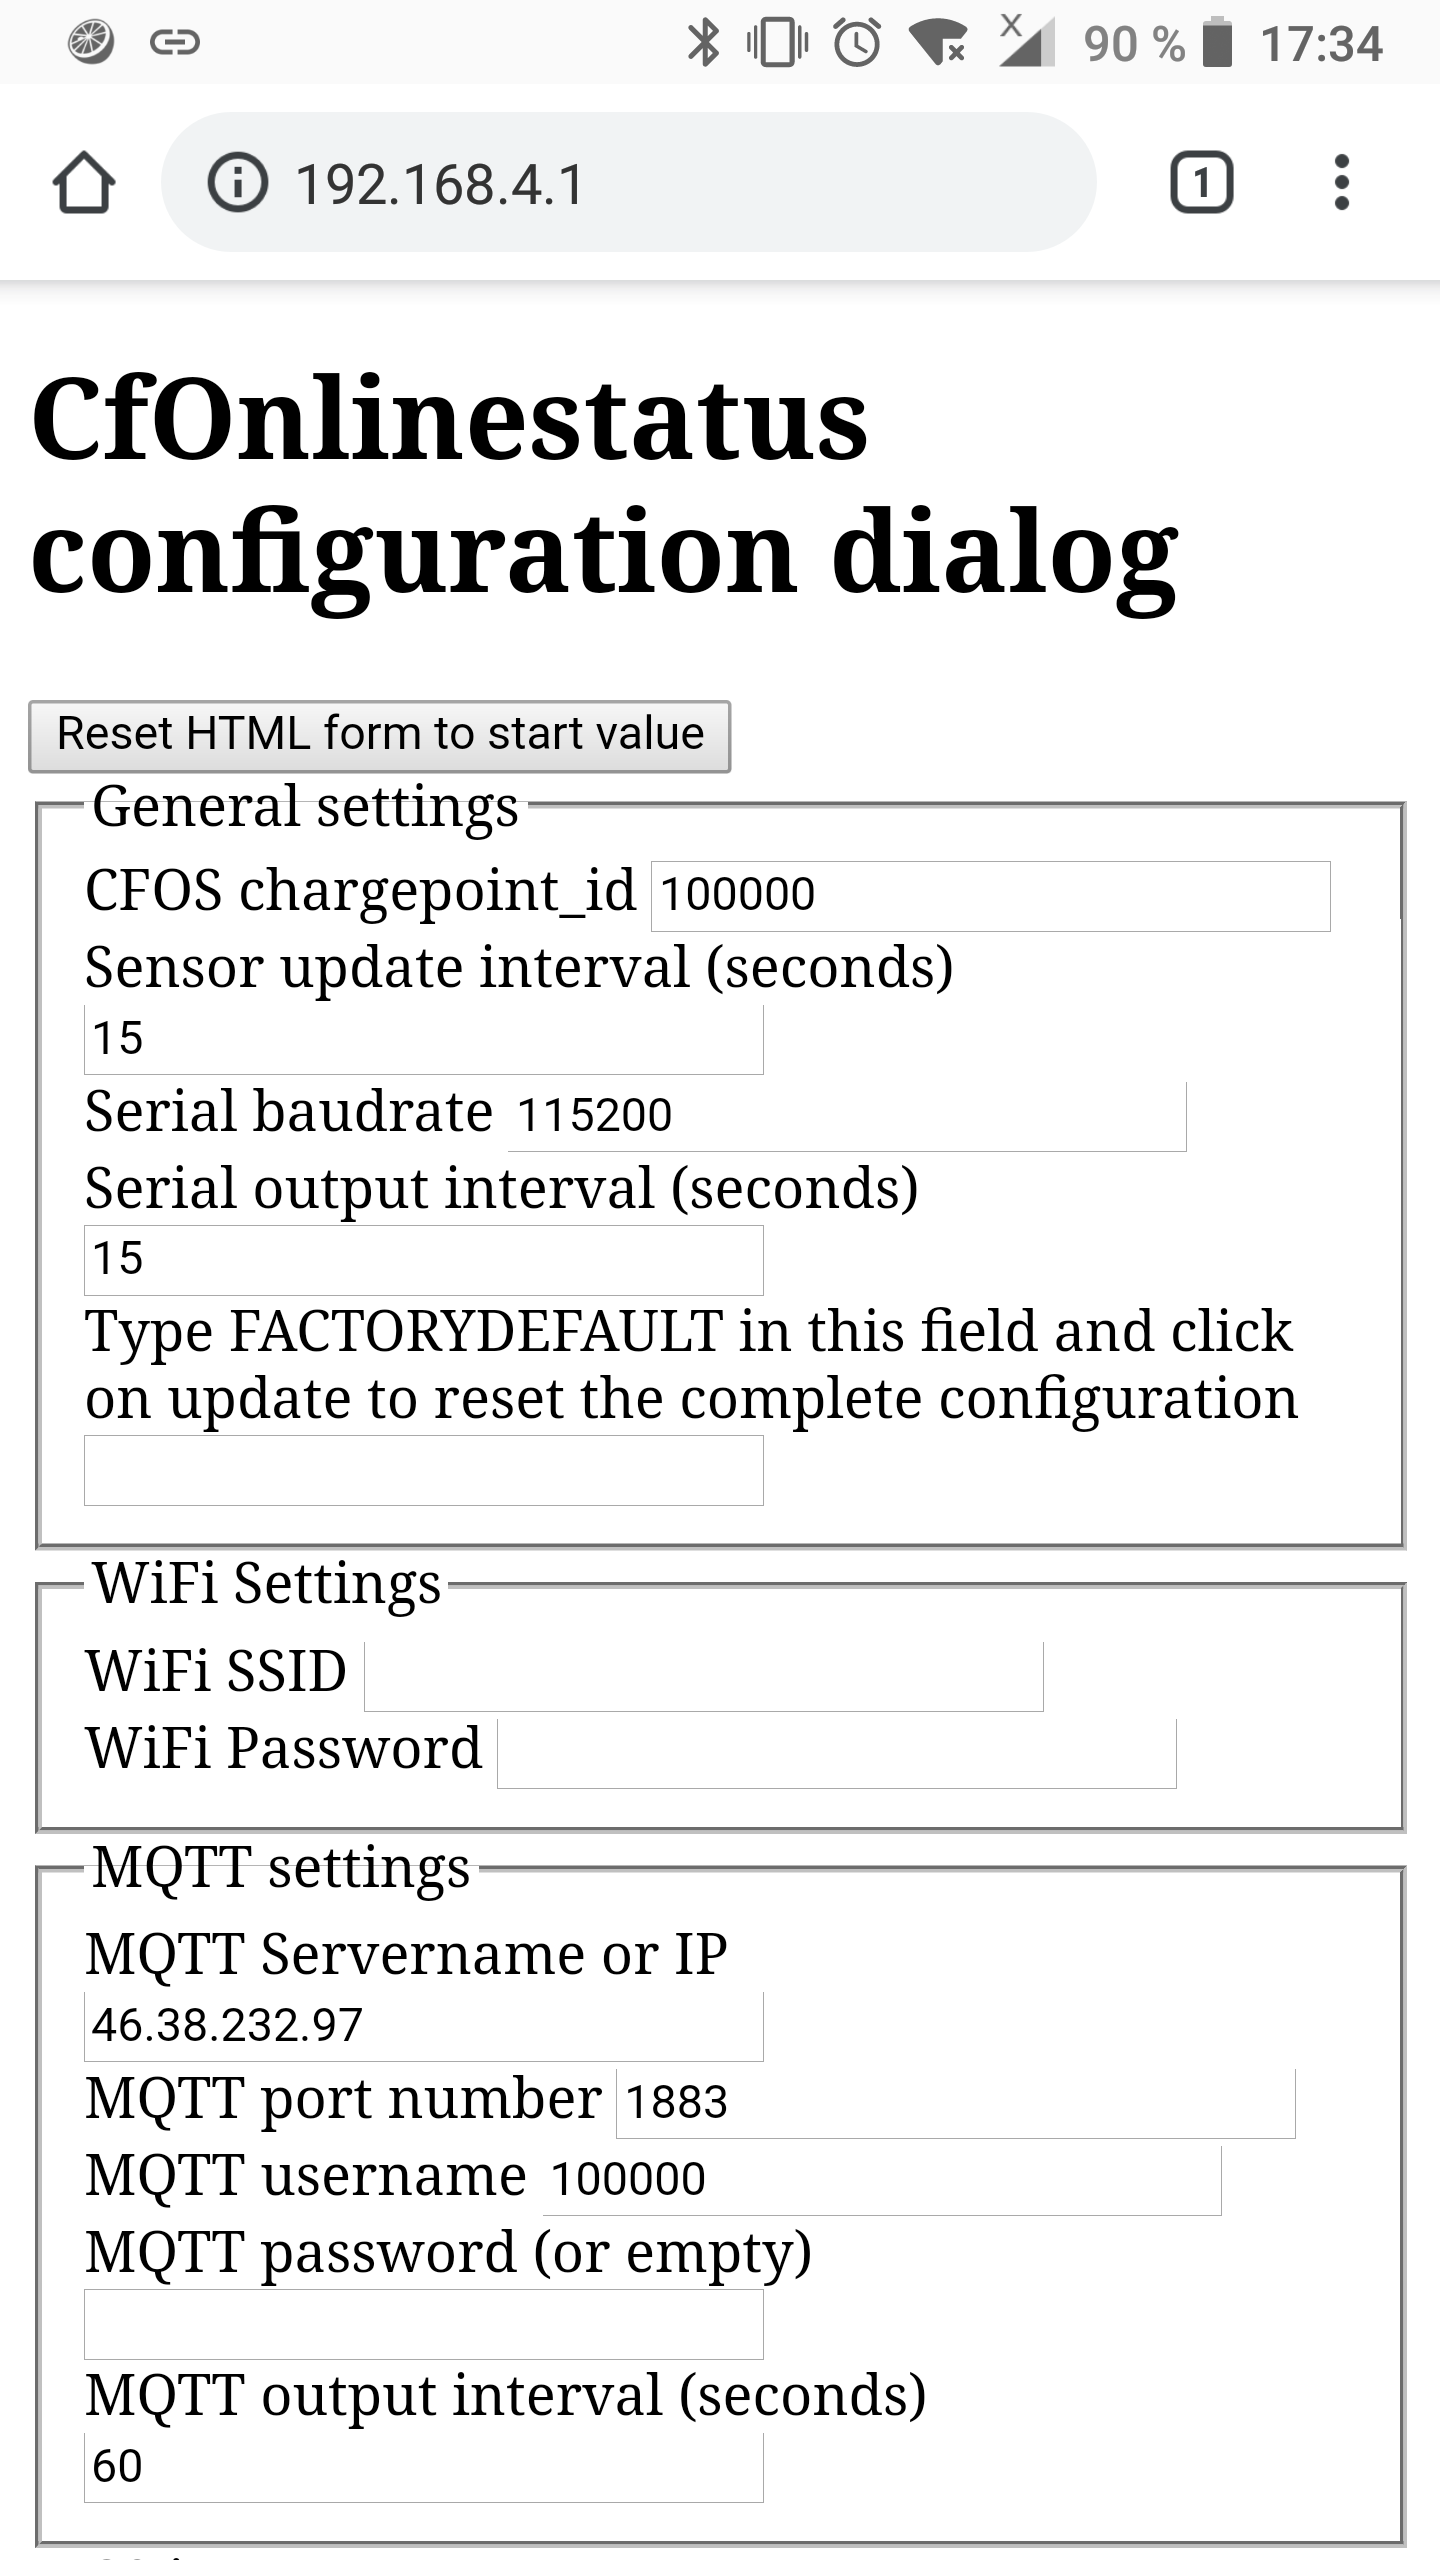 90 % 17:34
192.168.4.1 1
CfOnlinestatus
configuration dialog
Reset HTML form to start value
General settings
CFOS chargepoint_id 100000
Sensor update interval (seconds)
15
Serial baudrate 115200
Serial output interval (seconds)
15
Type FACTORYDEFAULT in this field and click
on update to reset the complete configuration
WiFi Settings
WiFi SSID
WiFi Password
MQTT settings
MQTT Servername or IP
46.38.232.97
MQTT port number 1883
MQTT username 100000
MQTT password (or empty)
MQTT output interval (seconds)
60